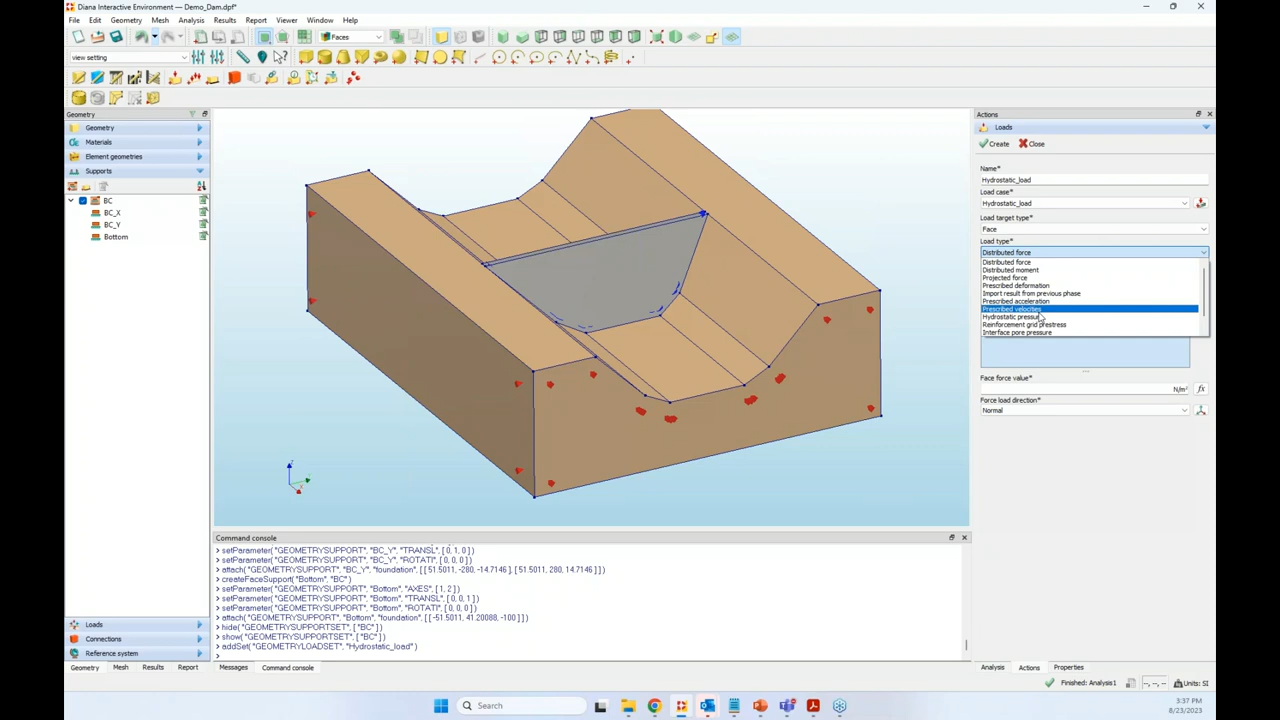 Diana Interactive Environment — Demo_Dam.dpf*
File Edit Geometry Mesh Analysis Results Report Viewer Window Help
Faces
view setting
Geometry
Geometry
Materials
Element geometries
Supports
BC
BC_X
BC_Y
Bottom
Loads
Connections
Reference system
Geometry Mesh Results Report
Command console
setParameter( "GEOMETRYSUPPORT", "BC_Y", "TRANSL", [ 0, 1, 0 ] )
setParameter( "GEOMETRYSUPPORT", "BC_Y", "ROTATI", [ 0, 0, 0 ] )
attach( "GEOMETRYSUPPORT", "BC_Y", "foundation", [ [ 51.5011, -280, -14.7146 ], [ 51.5011, 280, 14.7146 ] ] )
createFaceSupport( "Bottom", "BC" )
setParameter( "GEOMETRYSUPPORT", "Bottom", "AXES", [ 1, 2 ] )
setParameter( "GEOMETRYSUPPORT", "Bottom", "TRANSL", [ 0, 0, 1 ] )
setParameter( "GEOMETRYSUPPORT", "Bottom", "ROTATI", [ 0, 0, 0 ] )
attach( "GEOMETRYSUPPORT", "Bottom", "foundation", [ [ -51.5011, 41.20088, -100 ] ] )
hide( "GEOMETRYSUPPORTSET", [ "BC" ] )
show( "GEOMETRYSUPPORTSET", [ "BC" ] )
addSet( "GEOMETRYLOADSET", "Hydrostatic_load" )
Messages Command console
Actions
Loads
Create Close
Name*
Hydrostatic_load
Load case*
Hydrostatic_load
Load target type*
Face
Load type*
Distributed force
Distributed force
Distributed moment
Projected force
Prescribed deformation
Import result from previous phase
Prescribed acceleration
Prescribed velocities
Hydrostatic pressure
Reinforcement grid prestress
Interface pore pressure
Face force value*
N/m² fx
Force load direction*
Normal
Analysis Actions Properties
Finished: Analysis1 --, --, -- Units: SI
Search
3:37 PM
8/23/2023